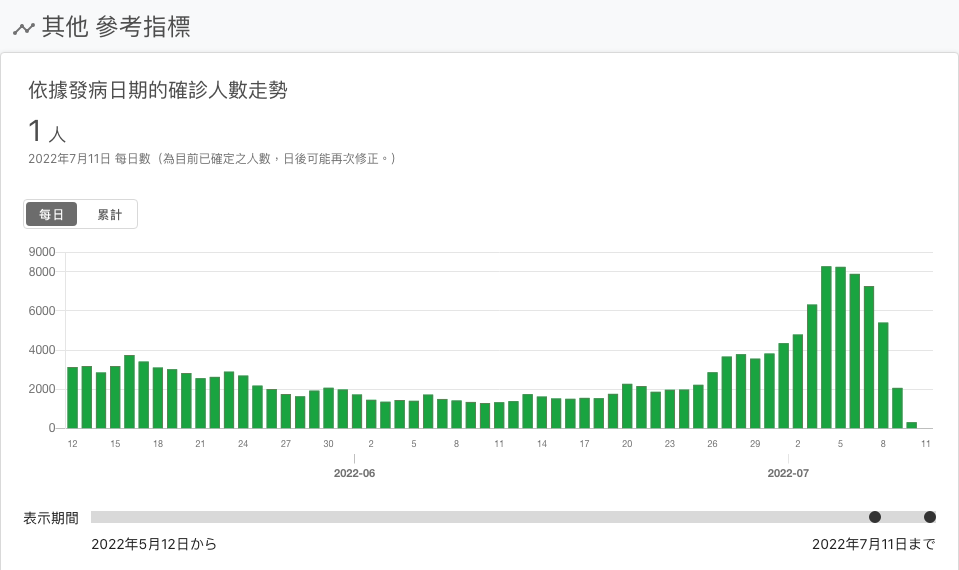 其他 參考指標
依據發病日期的確診人數走勢
1 人
2022年7月11日 每日數（為目前已確定之人數，日後可能再次修正。）
每日 累計
9000
8000
6000
4000
2000
0
12 15 18 21 24 27 30 2 5 8 11 14 17 20 23 26 29 2 5 8 11
2022-06 2022-07
表示期間
2022年5月12日から 2022年7月11日まで